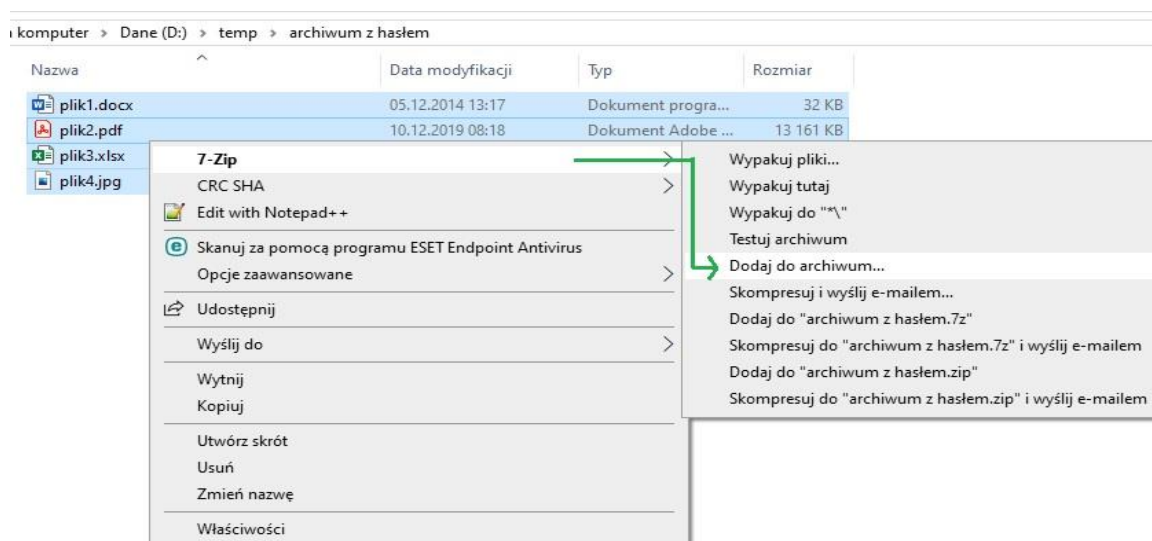 komputer > Dane (D:) > temp > archiwum z hasłem
Nazwa Data modyfikacji Typ Rozmiar
plik1.docx 05.12.2014 13:17 Dokument progra... 32 KB
plik2.pdf 10.12.2019 08:18 Dokument Adobe ... 13 161 KB
plik3.xlsx
plik4.jpg
7-Zip
CRC SHA
Edit with Notepad++
Skanuj za pomocą programu ESET Endpoint Antivirus
Opcje zaawansowane
Udostępnij
Wyślij do
Wytnij
Kopiuj
Utwórz skrót
Usuń
Zmień nazwę
Właściwości
Wypakuj pliki...
Wypakuj tutaj
Wypakuj do "*\"
Testuj archiwum
Dodaj do archiwum...
Skompresuj i wyślij e-mailem...
Dodaj do "archiwum z hasłem.7z"
Skompresuj do "archiwum z hasłem.7z" i wyślij e-mailem
Dodaj do "archiwum z hasłem.zip"
Skompresuj do "archiwum z hasłem.zip" i wyślij e-mailem